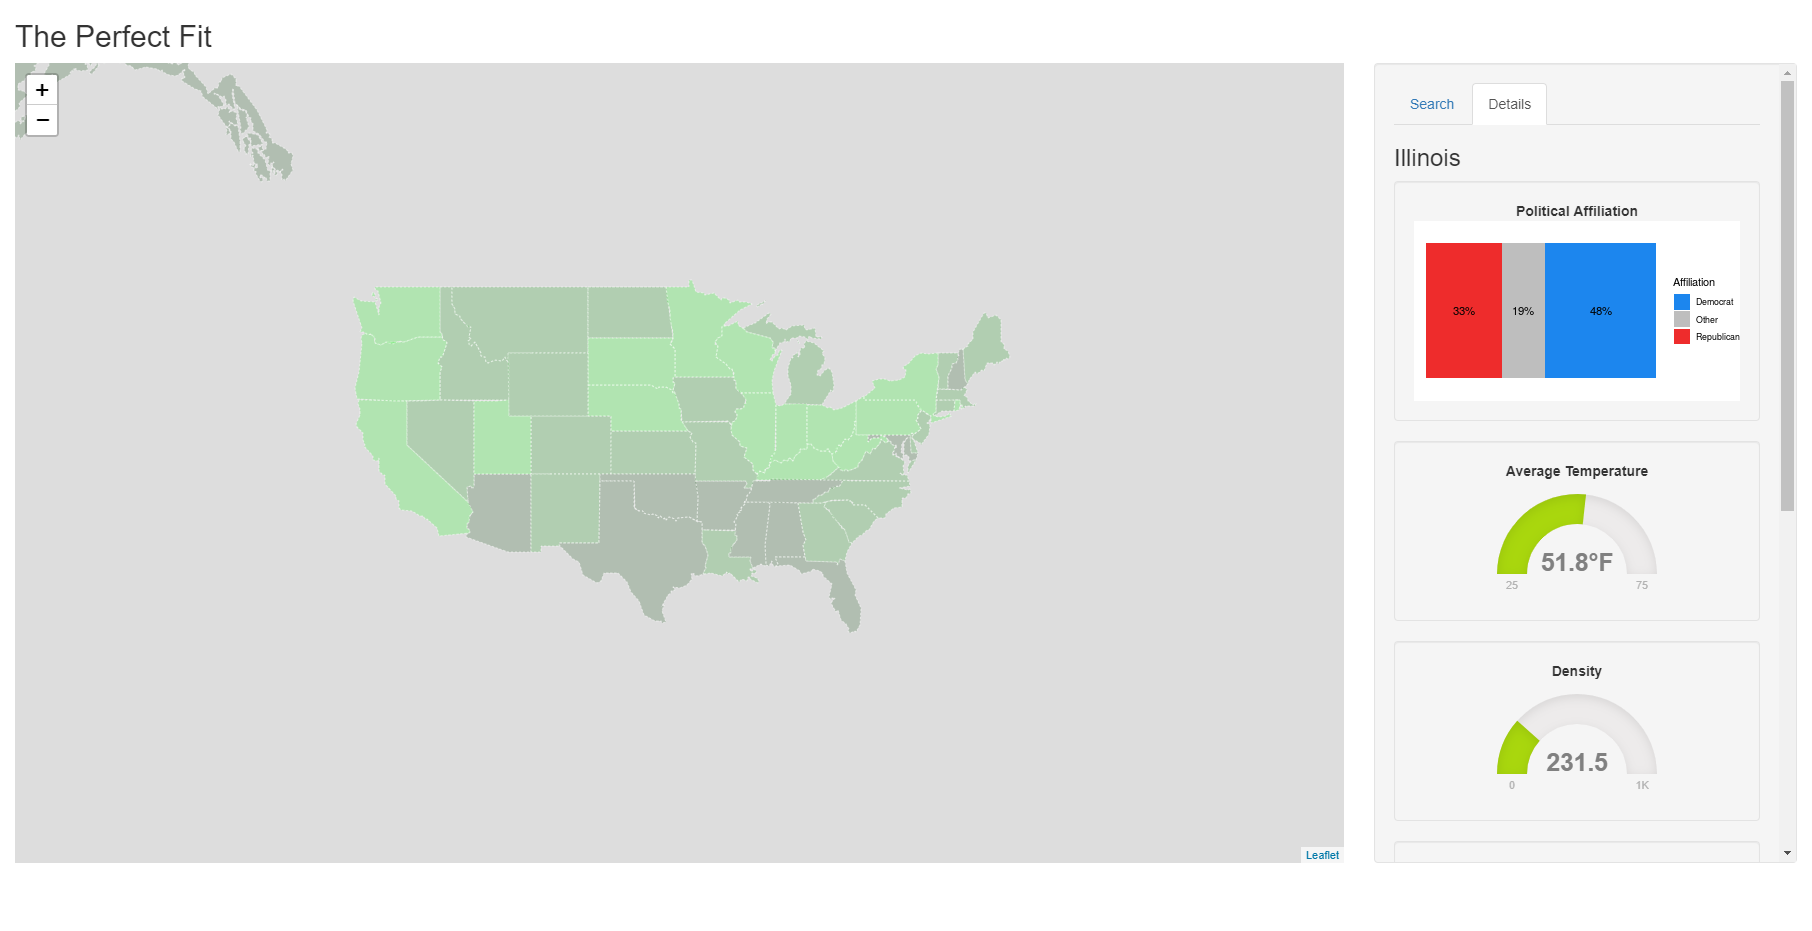 The Perfect Fit
+
−
Leaflet
Search Details
Illinois
Political Affiliation
33% 19% 48%
Affiliation
Democrat
Other
Republican
Average Temperature
51.8°F
25 75
Density
231.5
0 1K